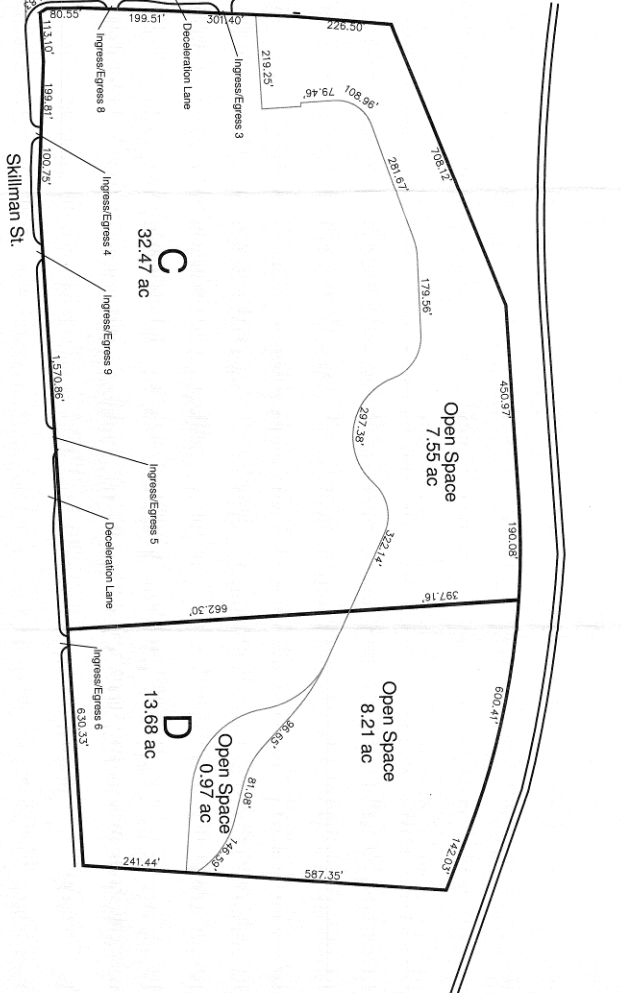 80.55'
199.51'
301.40'
226.50'
113.10'
199.81'
100.75'
1,570.86'
630.33'
Ingress/Egress 8
Deceleration Lane
Ingress/Egress 3
219.25'
79.46'
108.96'
281.67'
179.56'
297.38'
322.14'
708.12'
450.97'
190.08'
600.41'
142.03'
Skillman St.
Ingress/Egress 4
Ingress/Egress 9
C
32.47 ac
Open Space
7.55 ac
Ingress/Egress 5
Deceleration Lane
662.30'
397.16'
Ingress/Egress 6
D
13.68 ac
Open Space
0.97 ac
Open Space
8.21 ac
96.65'
81.08'
146.59'
241.44'
587.35'